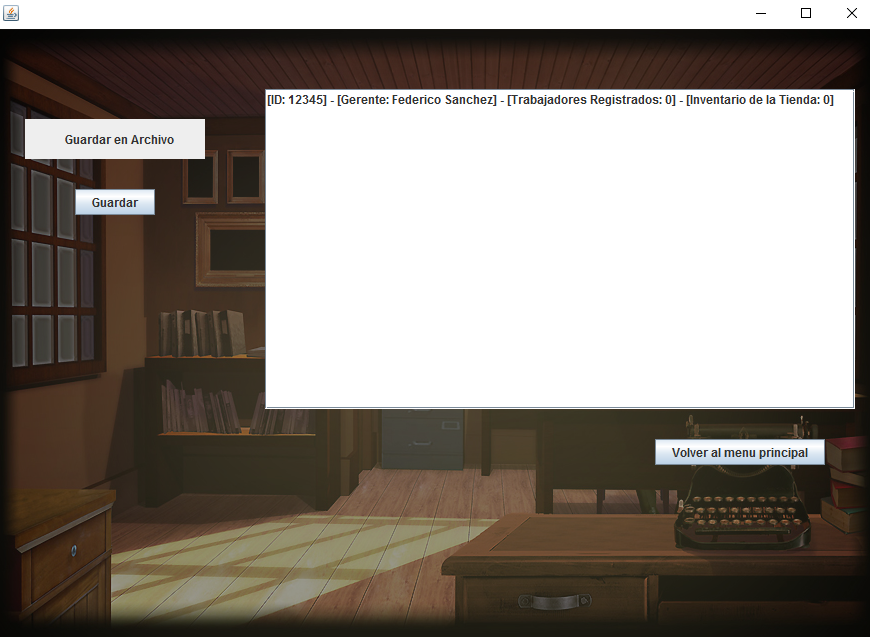 [ID: 12345] - [Gerente: Federico Sanchez] - [Trabajadores Registrados: 0] - [Inventario de la Tienda: 0]
Guardar en Archivo
Guardar
Volver al menu principal